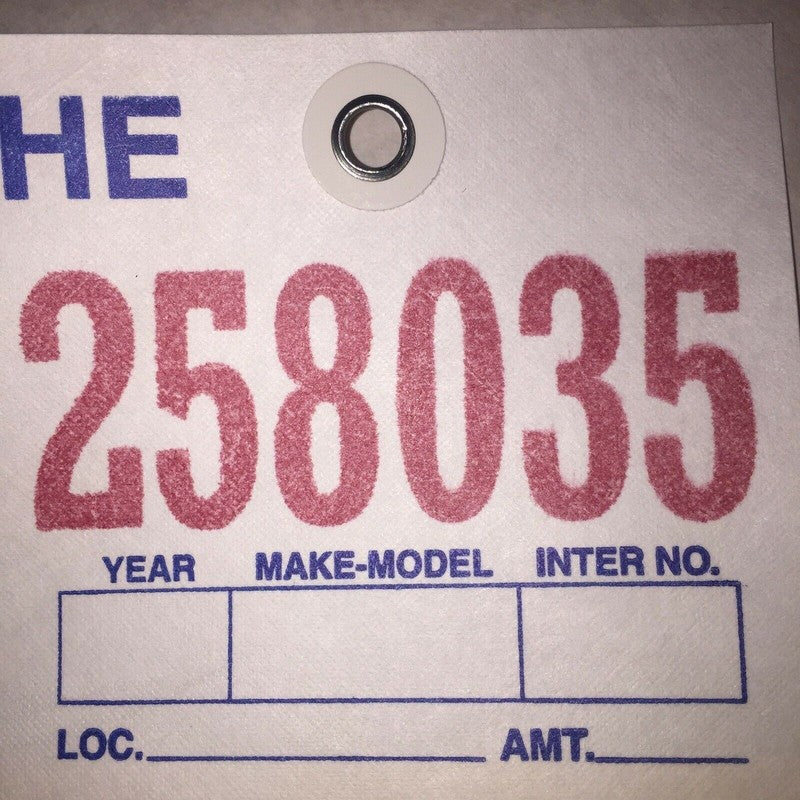 HE
258035
YEAR MAKE-MODEL INTER NO.
LOC. AMT.